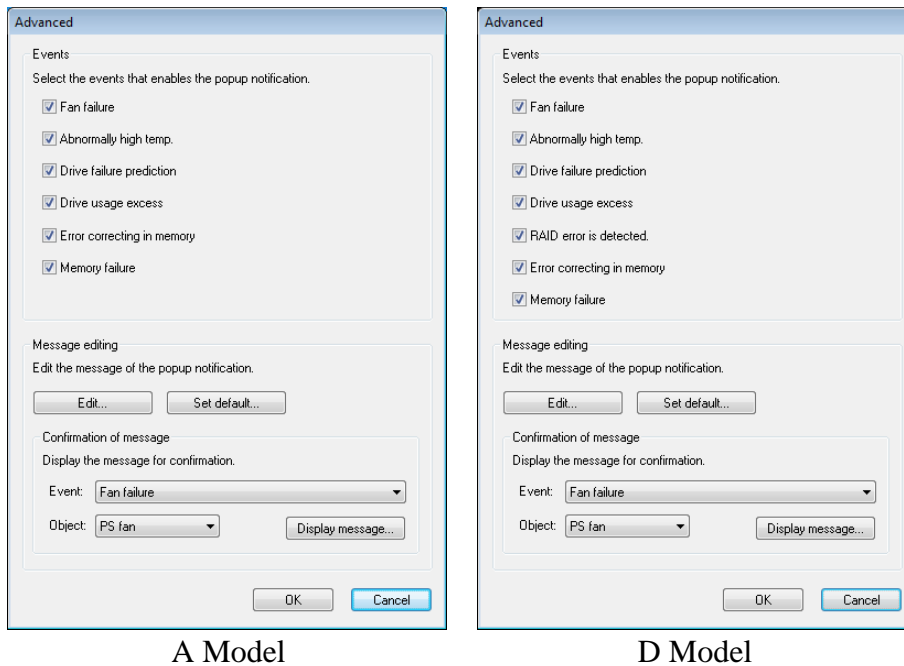 Advanced
Events
Select the events that enables the popup notification.
Fan failure
Abnormally high temp.
Drive failure prediction
Drive usage excess
Error correcting in memory
Memory failure
Message editing
Edit the message of the popup notification.
Edit...
Set default...
Confirmation of message
Display the message for confirmation.
Event: Fan failure
Object: PS fan
Display message...
OK
Cancel
A Model
Advanced
Events
Select the events that enables the popup notification.
Fan failure
Abnormally high temp.
Drive failure prediction
Drive usage excess
RAID error is detected.
Error correcting in memory
Memory failure
Message editing
Edit the message of the popup notification.
Edit...
Set default...
Confirmation of message
Display the message for confirmation.
Event: Fan failure
Object: PS fan
Display message...
OK
Cancel
D Model